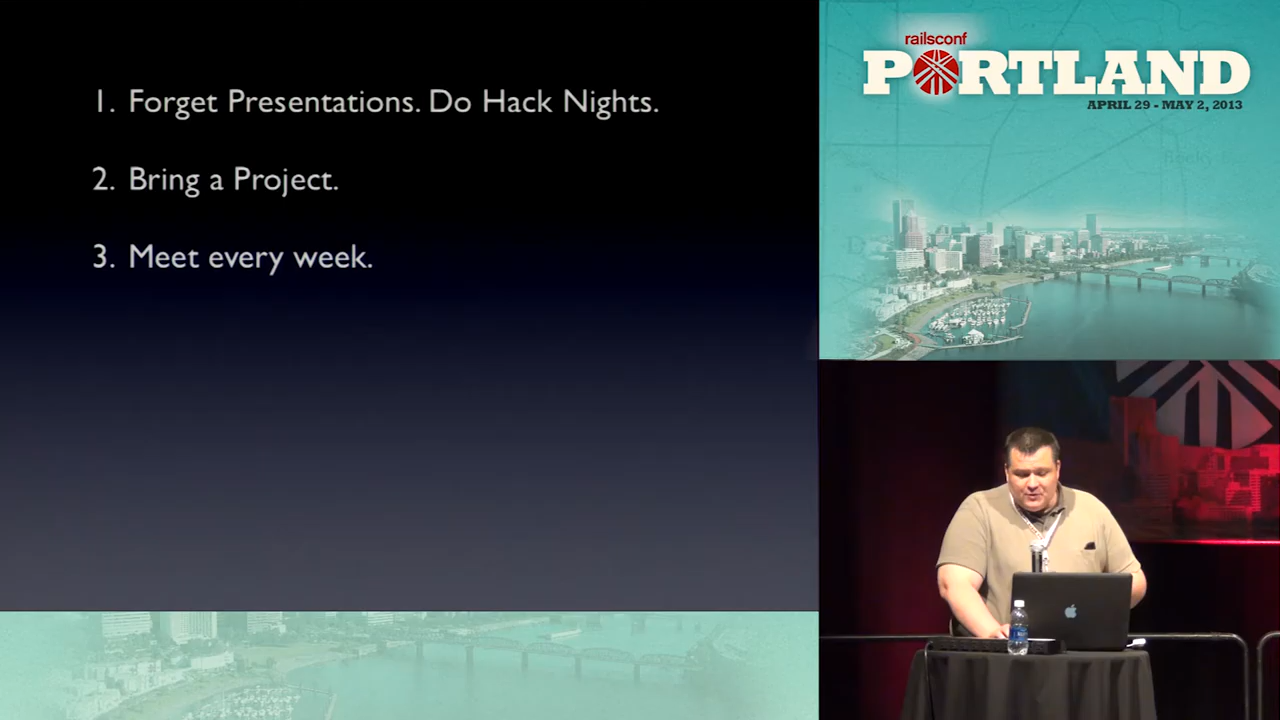 1. Forget Presentations. Do Hack Nights.
2. Bring a Project.
3. Meet every week.
railsconf
PORTLAND
APRIL 29 - MAY 2, 2013